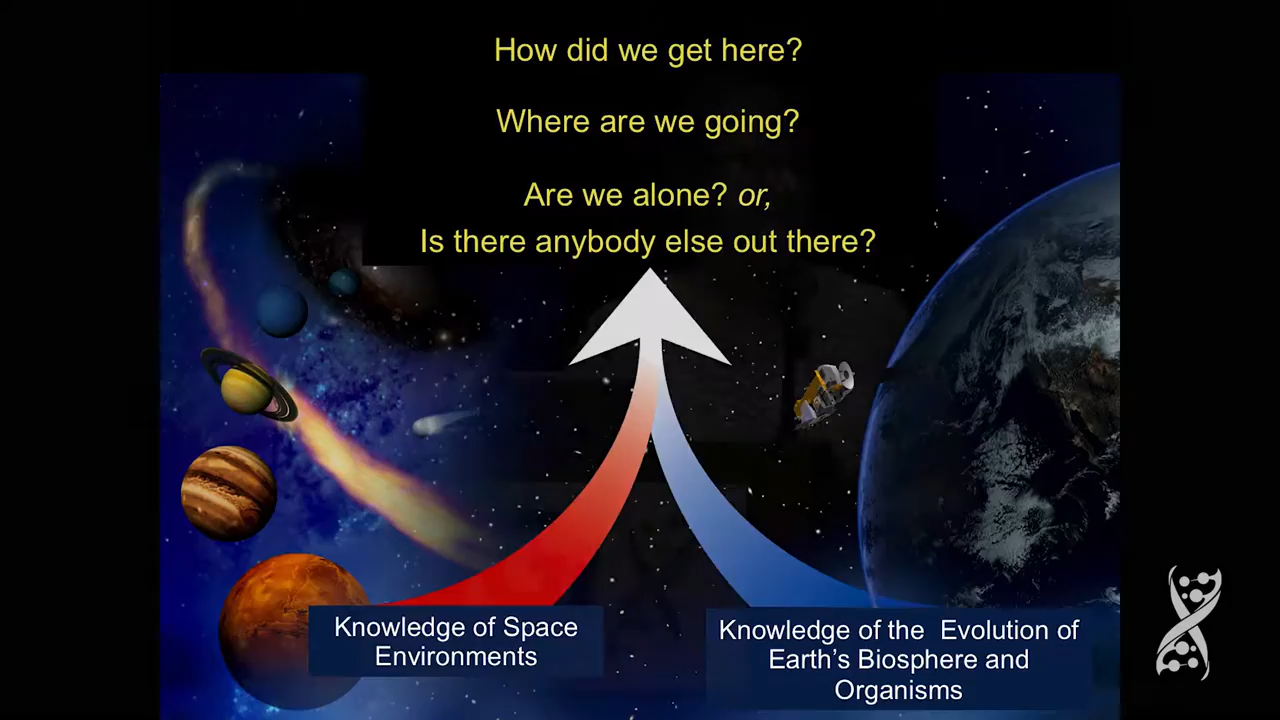 How did we get here?
Where are we going?
Are we alone? or,
Is there anybody else out there?
Knowledge of Space
Environments
Knowledge of the  Evolution of
Earth's Biosphere and
Organisms